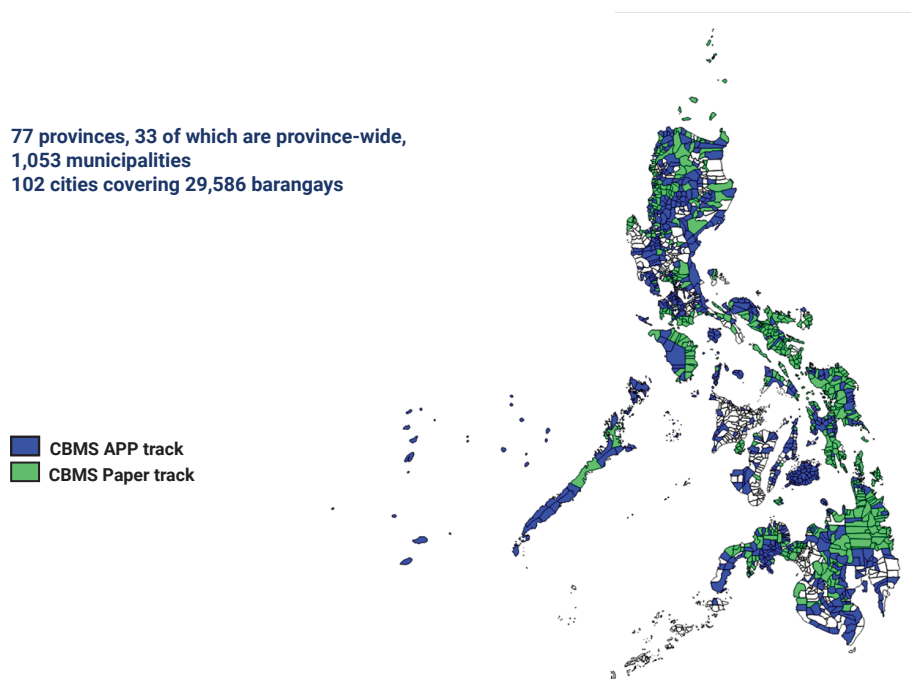 77 provinces, 33 of which are province-wide,
1,053 municipalities
102 cities covering 29,586 barangays
CBMS APP track
CBMS Paper track